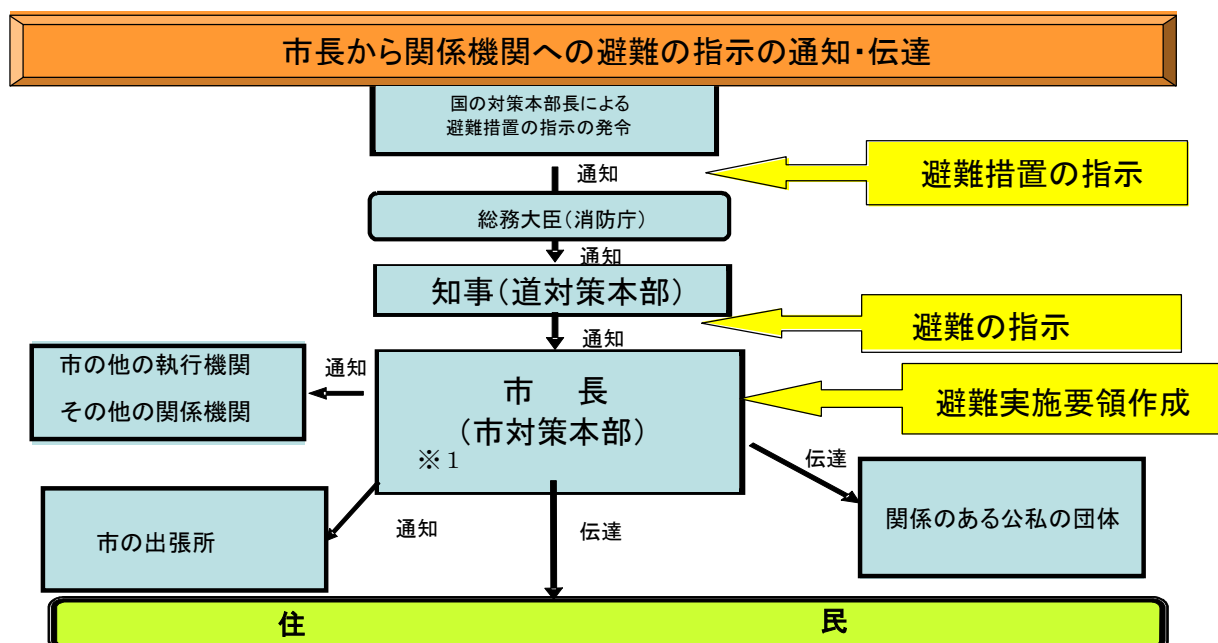 市長から関係機関への避難の指示の通知・伝達
国の対策本部長による
避難措置の指示の発令
通知
避難措置の指示
総務大臣(消防庁)
通知
知事(道対策本部)
避難の指示
通知
市の他の執行機関
その他の関係機関
通知
市 長
(市対策本部)
※1
避難実施要領作成
伝達
関係のある公私の団体
市の出張所
通知
伝達
住 民